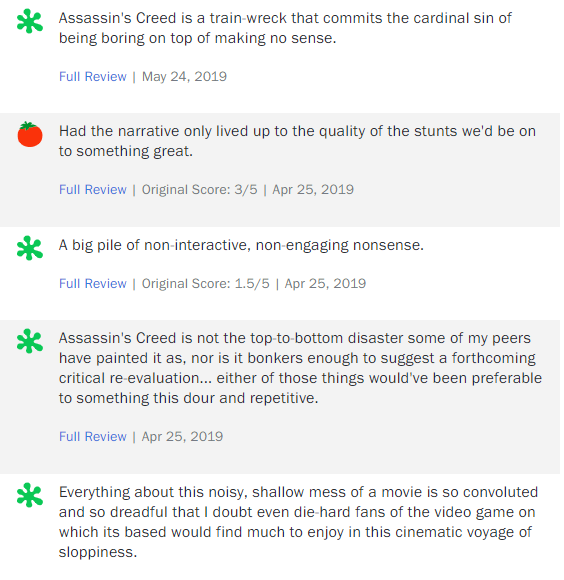 Assassin's Creed is a train-wreck that commits the cardinal sin of
being boring on top of making no sense.
Full Review | May 24, 2019
Had the narrative only lived up to the quality of the stunts we'd be on
to something great.
Full Review | Original Score: 3/5 | Apr 25, 2019
A big pile of non-interactive, non-engaging nonsense.
Full Review | Original Score: 1.5/5 | Apr 25, 2019
Assassin's Creed is not the top-to-bottom disaster some of my peers
have painted it as, nor is it bonkers enough to suggest a forthcoming
critical re-evaluation... either of those things would've been preferable
to something this dour and repetitive.
Full Review | Apr 25, 2019
Everything about this noisy, shallow mess of a movie is so convoluted
and so dreadful that I doubt even die-hard fans of the video game on
which its based would find much to enjoy in this cinematic voyage of
sloppiness.